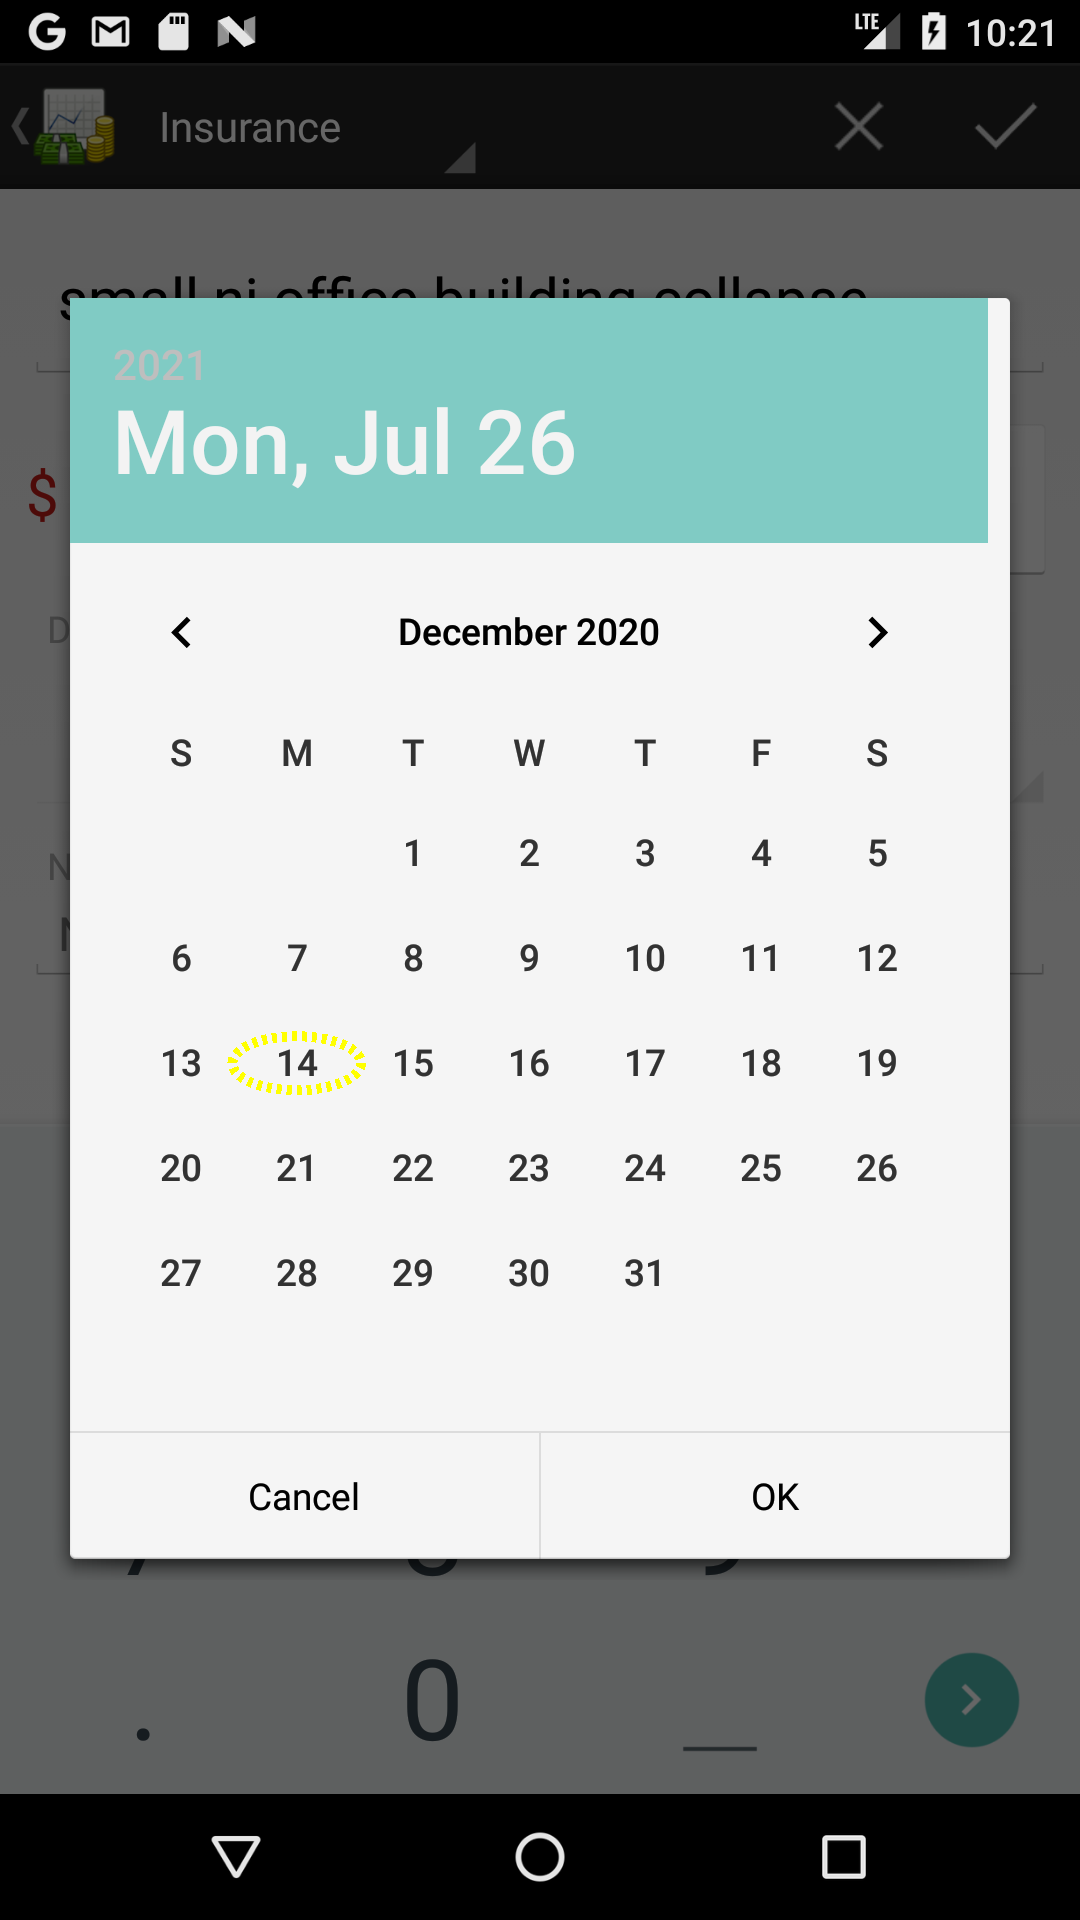 LTE 10:21
Insurance
small ni office building collapse
2021
Mon, Jul 26
$
D
December 2020
S M T W T F S
1 2 3 4 5
6 7 8 9 10 11 12
13 14 15 16 17 18 19
20 21 22 23 24 25 26
27 28 29 30 31
N
Cancel OK
. 0